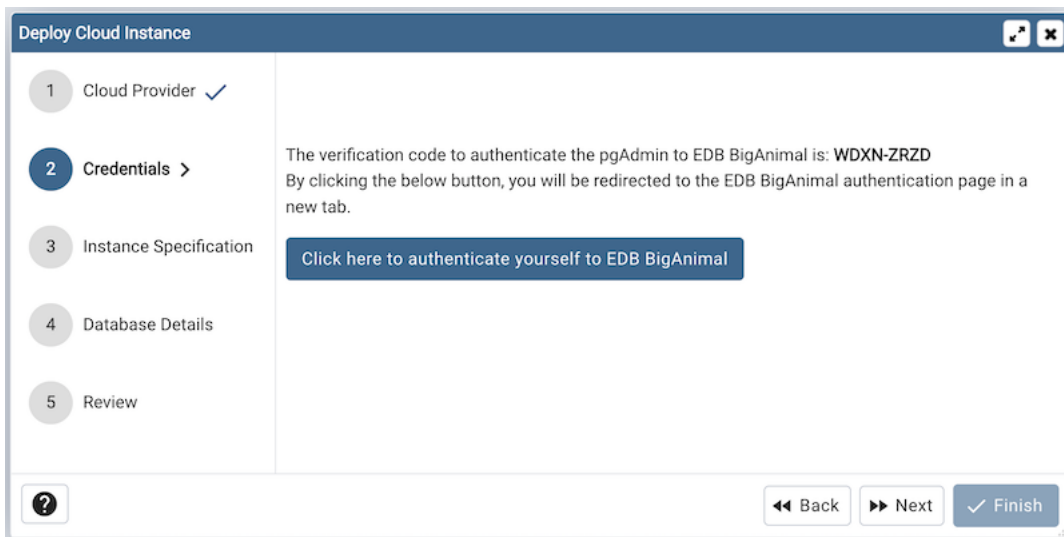 Deploy Cloud Instance
1 Cloud Provider
2 Credentials
3 Instance Specification
4 Database Details
5 Review
The verification code to authenticate the pgAdmin to EDB BigAnimal is: WDXN-ZRZD
By clicking the below button, you will be redirected to the EDB BigAnimal authentication page in a
new tab.
Click here to authenticate yourself to EDB BigAnimal
? Back Next Finish